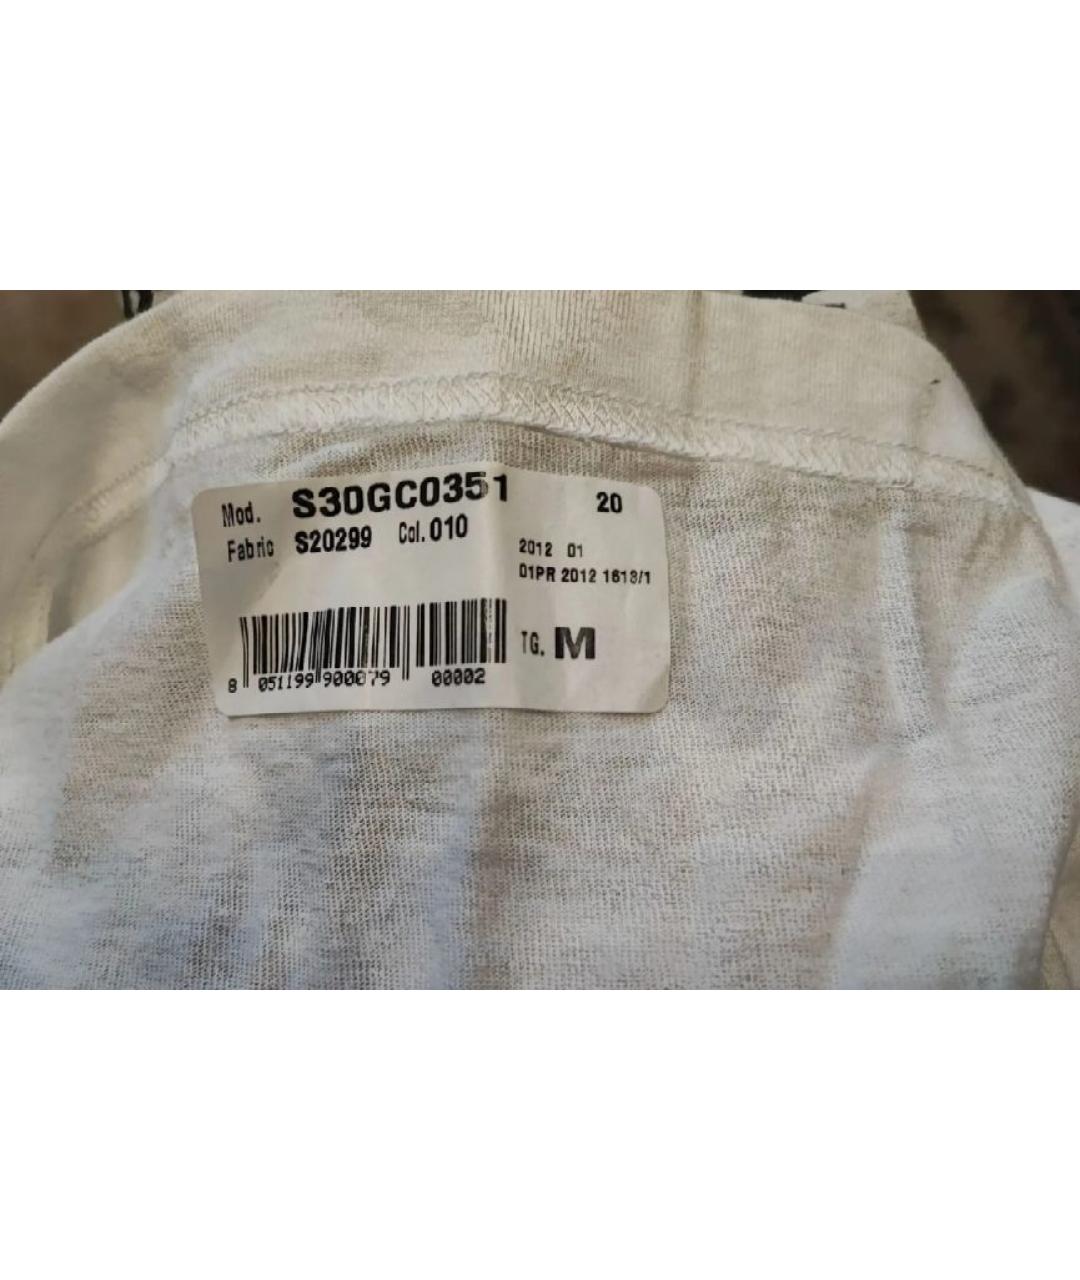 Mod. S30GC0351 20
Fabric S20299 Col. 010
2012 01
01PR 2012 1613/1
TG. M
8 051199 900079 00002